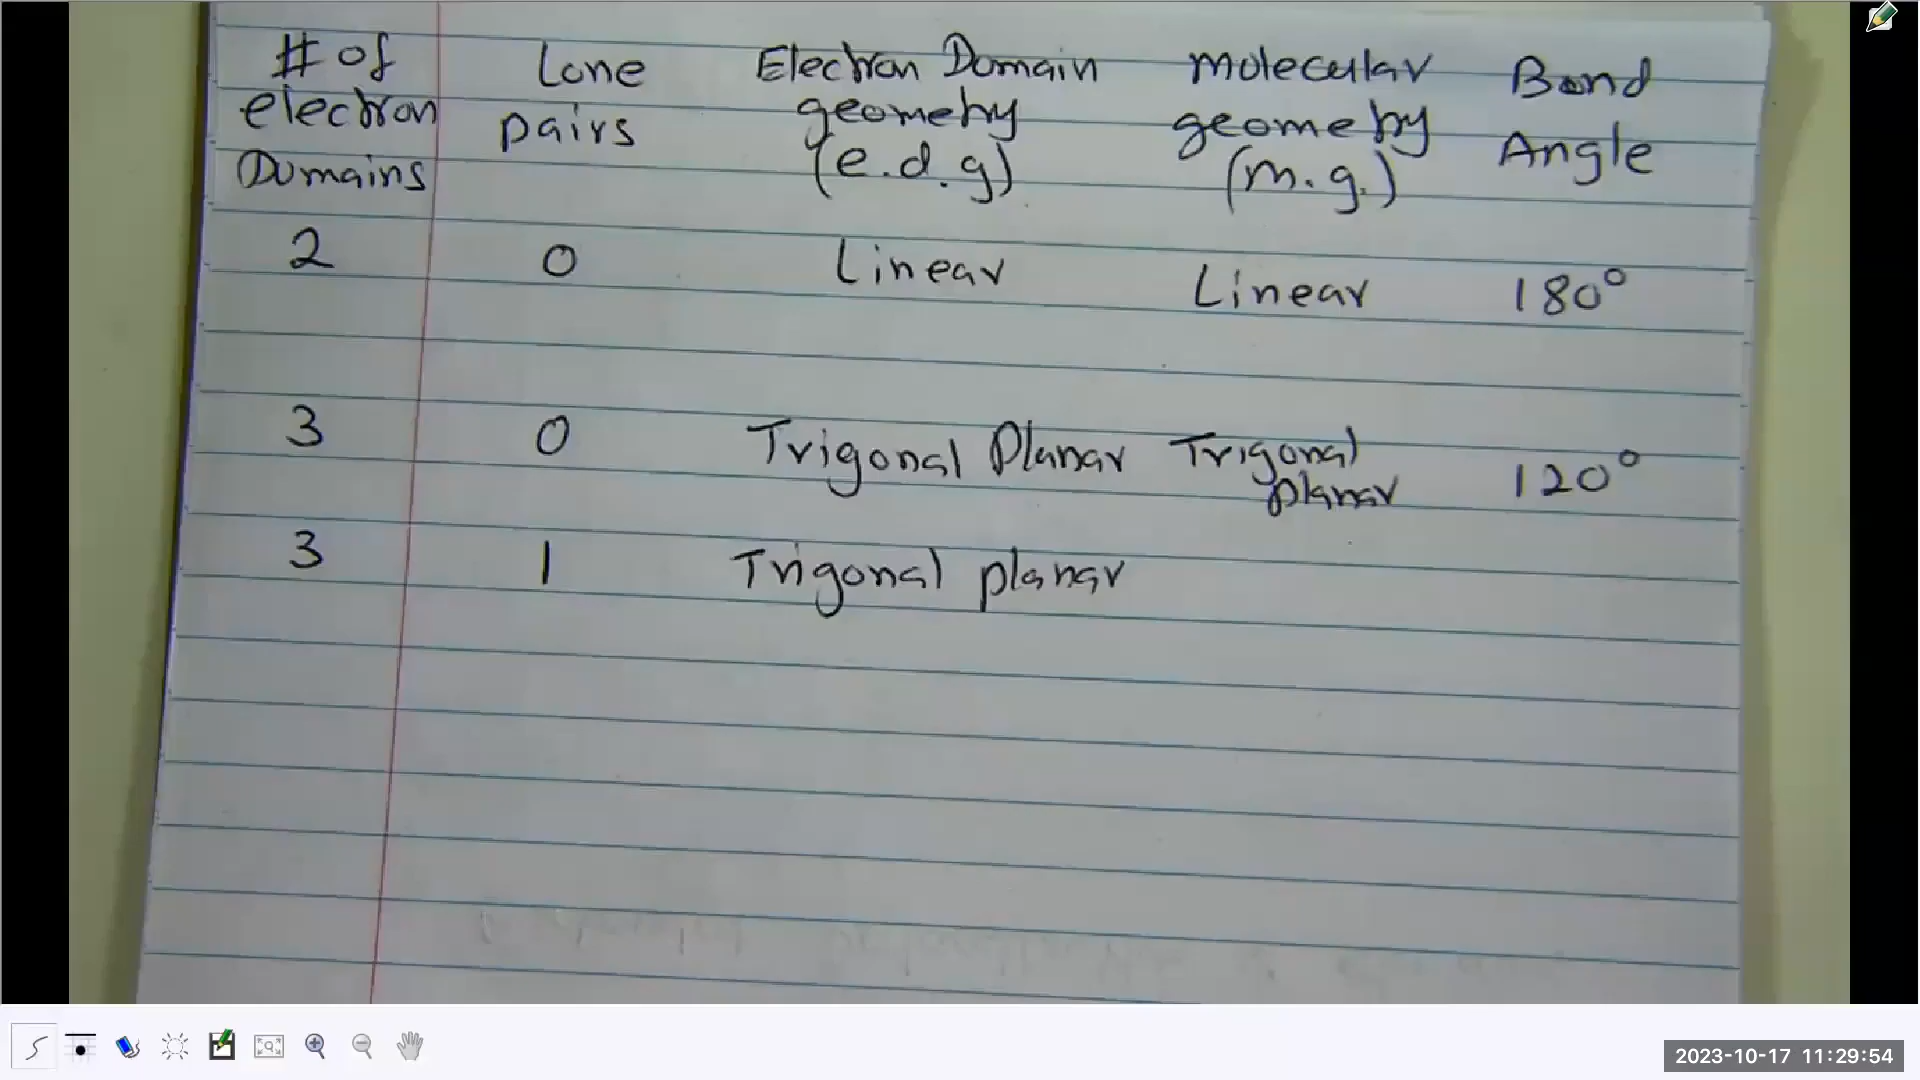 # of electron Domains
Lone pairs
Electron Domain geometry (e.d.g)
molecular geometry (m.g.)
Bond Angle
2 0 Linear Linear 180°
3 0 Trigonal Planar Trigonal planar 120°
3 1 Trigonal planar
2023-10-17 11:29:54